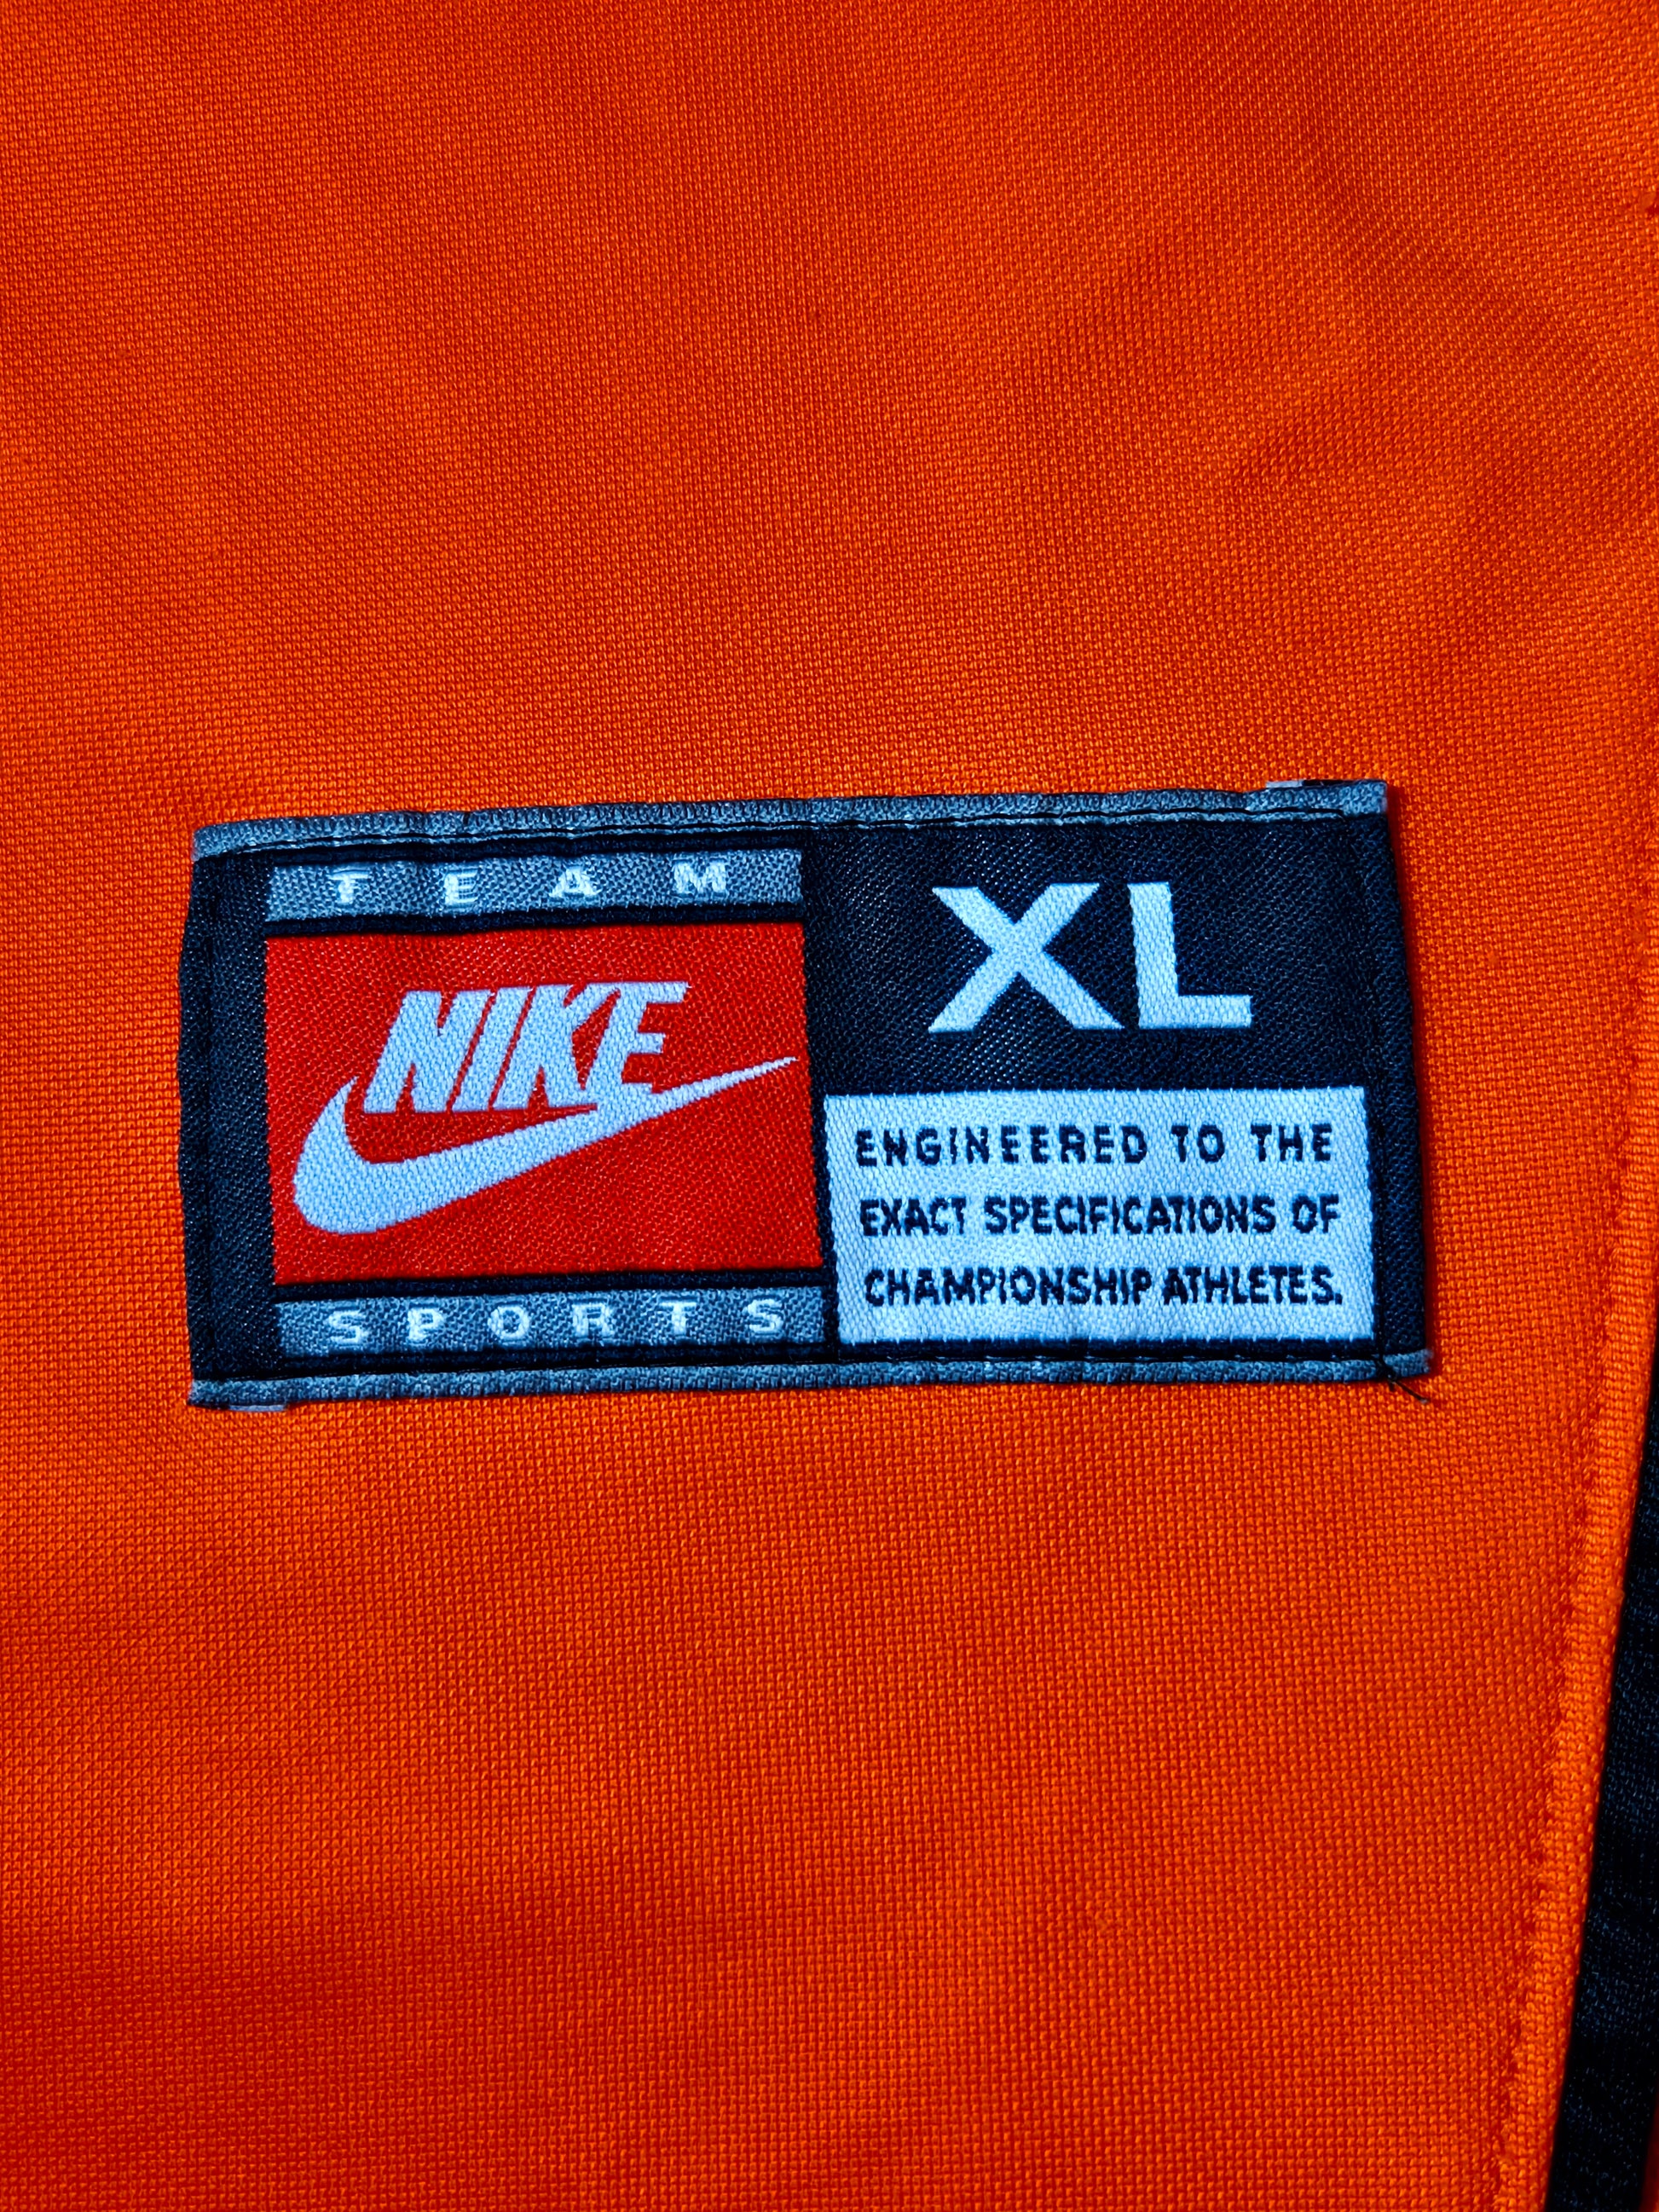 TEAM
NIKE
SPORTS
XL
ENGINEERED TO THE
EXACT SPECIFICATIONS OF
CHAMPIONSHIP ATHLETES.